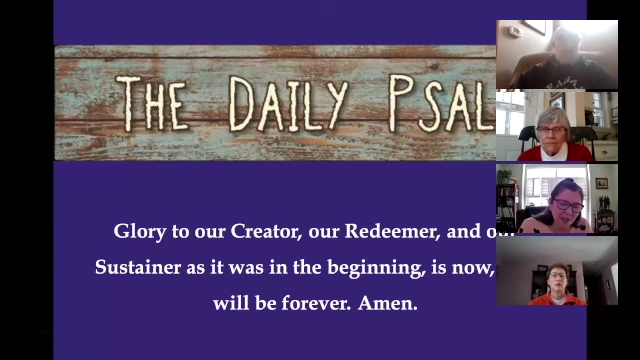 THE DAILY PSAL
Glory to our Creator, our Redeemer, and our
Sustainer as it was in the beginning, is now,
will be forever. Amen.